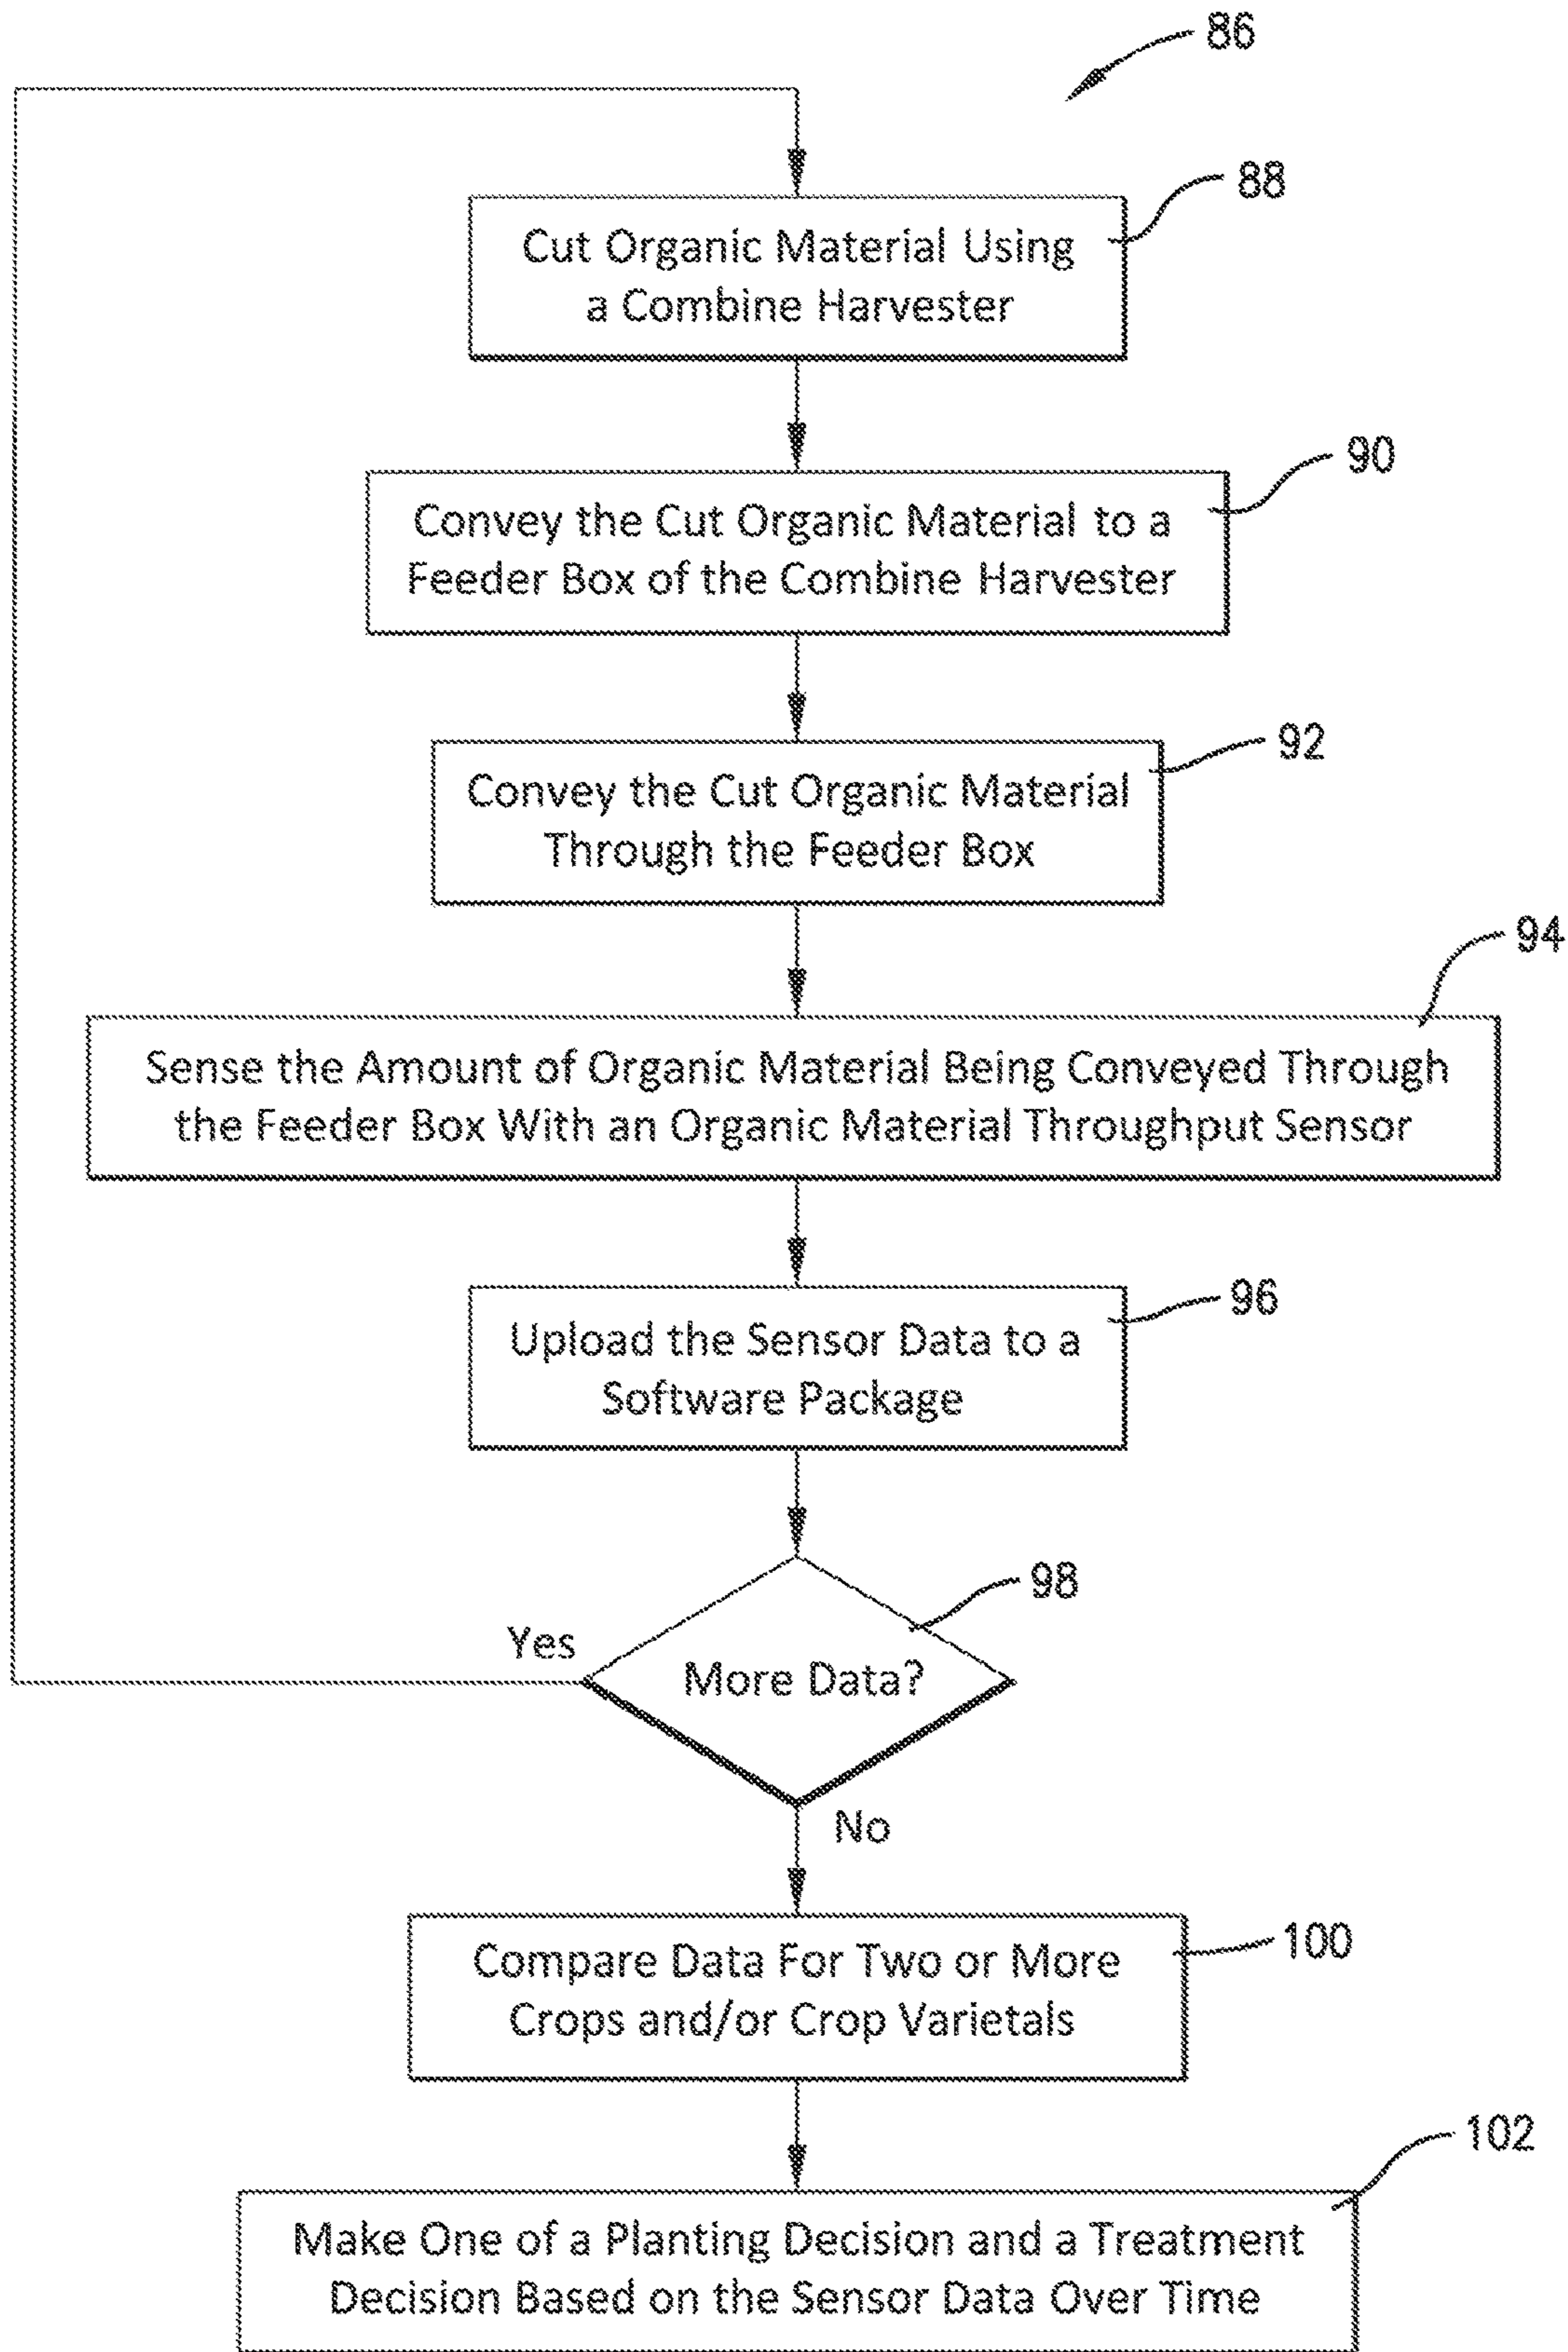 86
88
Cut Organic Material Using
a Combine Harvester
90
Convey the Cut Organic Material to a
Feeder Box of the Combine Harvester
92
Convey the Cut Organic Material
Through the Feeder Box
94
Sense the Amount of Organic Material Being Conveyed Through
the Feeder Box With an Organic Material Throughput Sensor
96
Upload the Sensor Data to a
Software Package
98
Yes
More Data?
No
100
Compare Data For Two or More
Crops and/or Crop Varietals
102
Make One of a Planting Decision and a Treatment
Decision Based on the Sensor Data Over Time